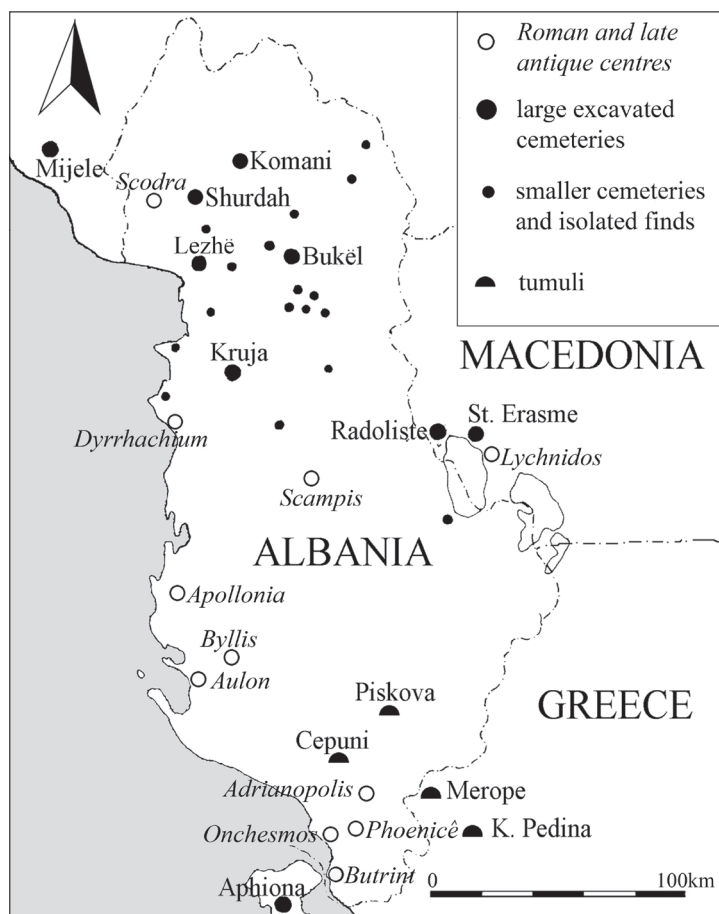 Roman and late
antique centres
large excavated
cemeteries
smaller cemeteries
and isolated finds
tumuli
Mijele
Komani
Scodra
Shurdah
Lezhë
Bukël
Kruja
MACEDONIA
Dyrrhachium
Radoliste
St. Erasme
Lychnidos
Scampis
ALBANIA
Apollonia
Byllis
Aulon
Piskova
GREECE
Cepuni
Adrianopolis
Merope
Onchesmos
Phoenicê
K. Pedina
Butrint
Aphiona
0
100km